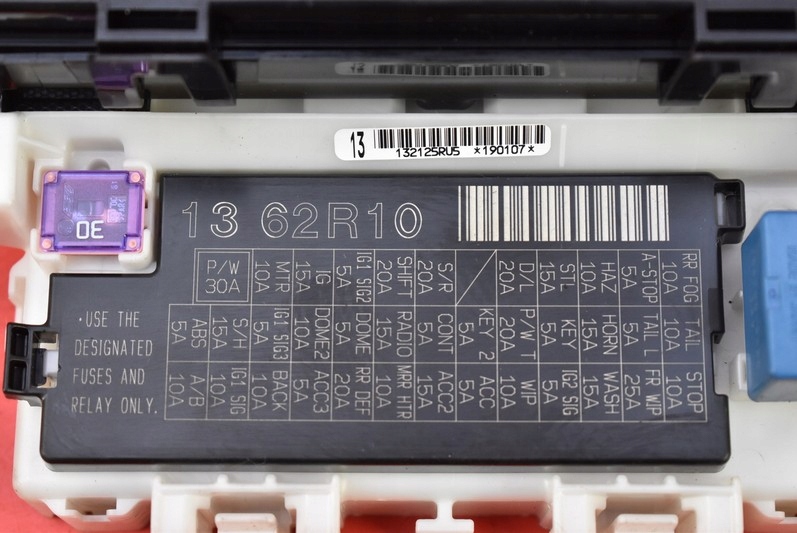 13
132125RU5 *190107*
30
13 62R10
P/W
30A
MTR
10A
IG
15A
IG1 SIG2
5A
SHIFT
20A
S/R
20A
D/L
20A
STL
15A
HAZ
10A
A-STOP
5A
RR FOG
10A
ABS
5A
S/H
15A
IG1 SIG3
5A
DOME2
15A
DOME
5A
RADIO
15A
CONT
5A
KEY 2
5A
P/W T
20A
KEY
5A
HORN
15A
TAIL L
5A
TAIL
10A
A/B
10A
IG1 SIG
10A
BACK
10A
ACC3
5A
RR DEF
20A
MRR HTR
10A
ACC2
15A
ACC
5A
WIP
10A
IG2 SIG
5A
WASH
15A
FR WIP
25A
STOP
10A
・USE THE
DESIGNATED
FUSES AND
RELAY ONLY.